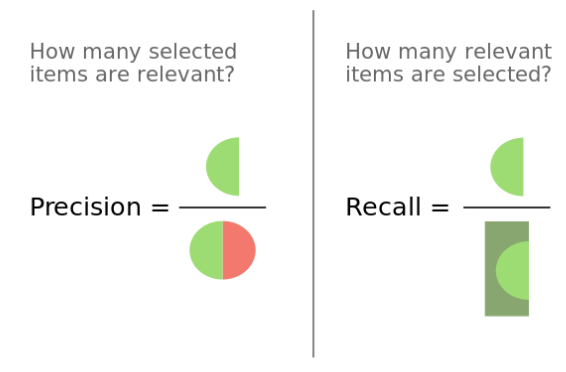 How many selected
items are relevant?
Precision =
How many relevant
items are selected?
Recall =